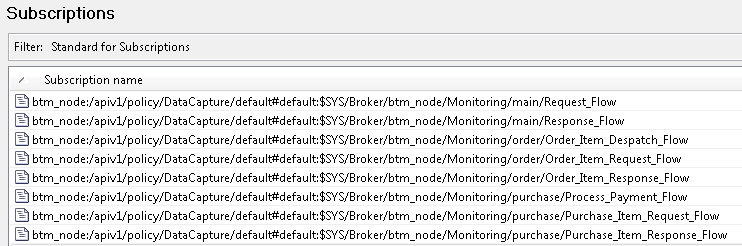 Subscriptions
Filter: Standard for Subscriptions
Subscription name
btm_node:/apiv1/policy/DataCapture/default#default:$SYS/Broker/btm_node/Monitoring/main/Request_Flow
btm_node:/apiv1/policy/DataCapture/default#default:$SYS/Broker/btm_node/Monitoring/main/Response_Flow
btm_node:/apiv1/policy/DataCapture/default#default:$SYS/Broker/btm_node/Monitoring/order/Order_Item_Despatch_Flow
btm_node:/apiv1/policy/DataCapture/default#default:$SYS/Broker/btm_node/Monitoring/order/Order_Item_Request_Flow
btm_node:/apiv1/policy/DataCapture/default#default:$SYS/Broker/btm_node/Monitoring/order/Order_Item_Response_Flow
btm_node:/apiv1/policy/DataCapture/default#default:$SYS/Broker/btm_node/Monitoring/purchase/Process_Payment_Flow
btm_node:/apiv1/policy/DataCapture/default#default:$SYS/Broker/btm_node/Monitoring/purchase/Purchase_Item_Request_Flow
btm_node:/apiv1/policy/DataCapture/default#default:$SYS/Broker/btm_node/Monitoring/purchase/Purchase_Item_Response_Flow